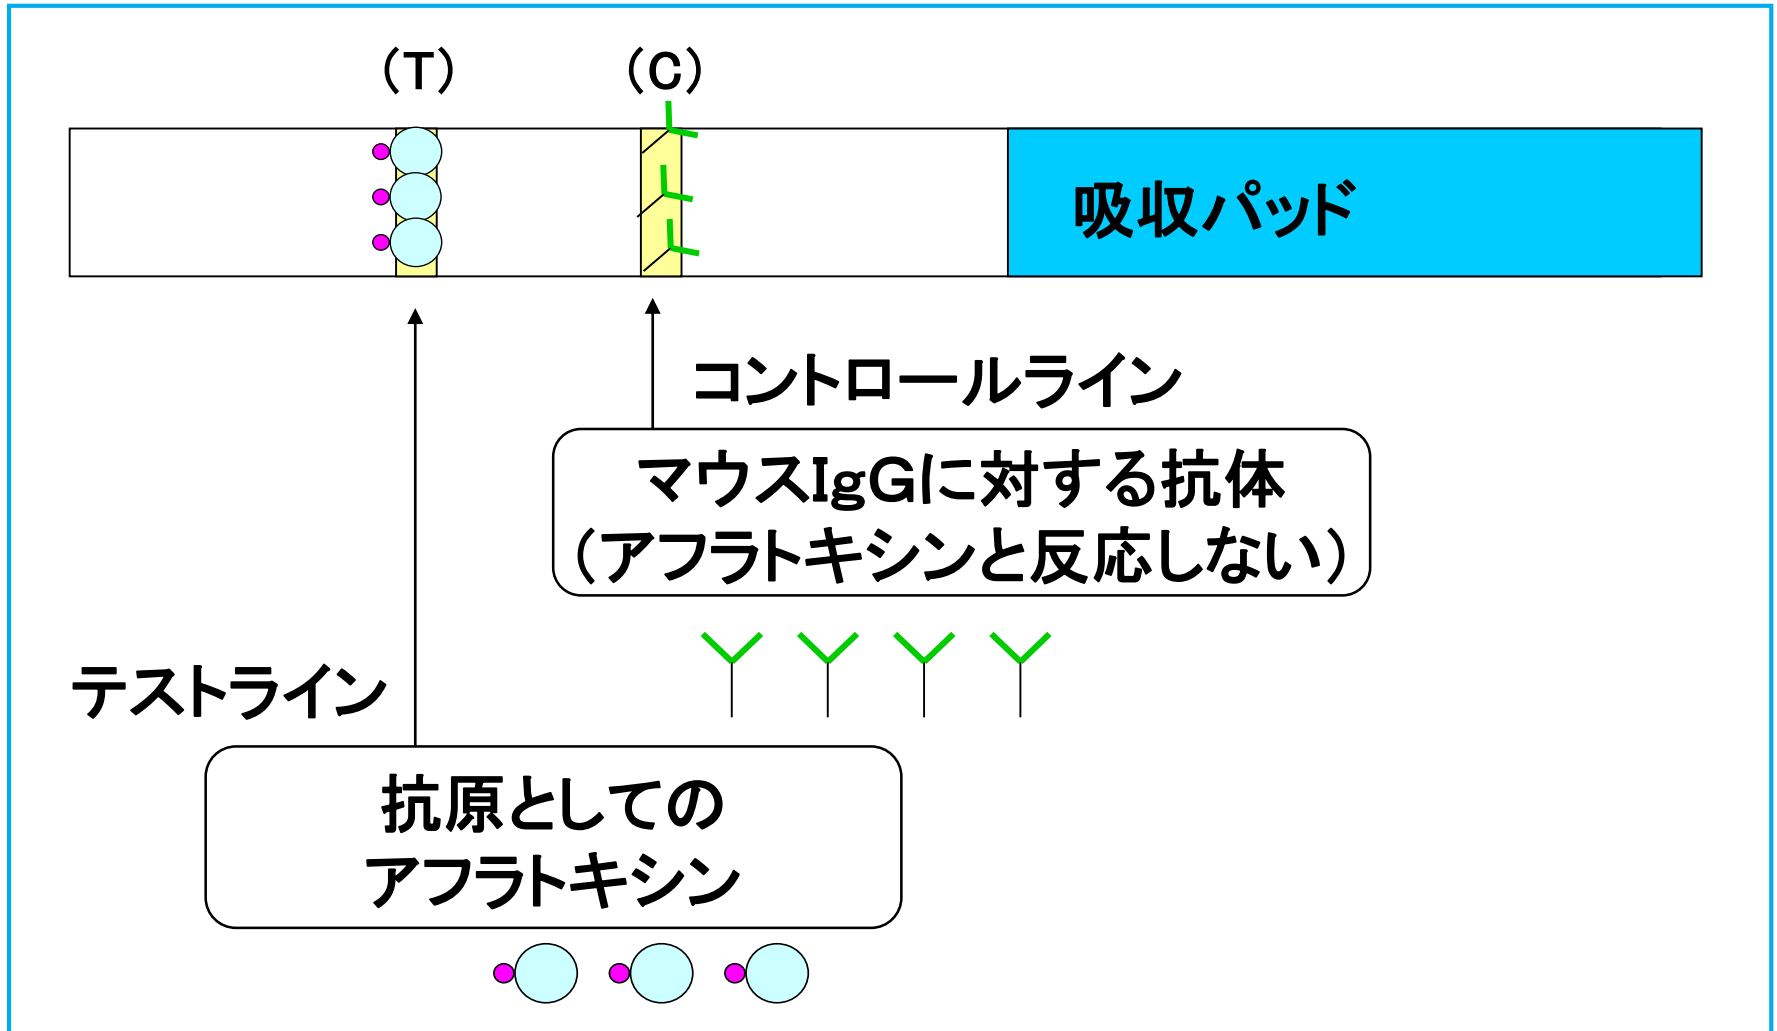 （T）
（C）
吸収パッド
コントロールライン
マウスIgGに対する抗体
（アフラトキシンと反応しない）
テストライン
抗原としての
アフラトキシン